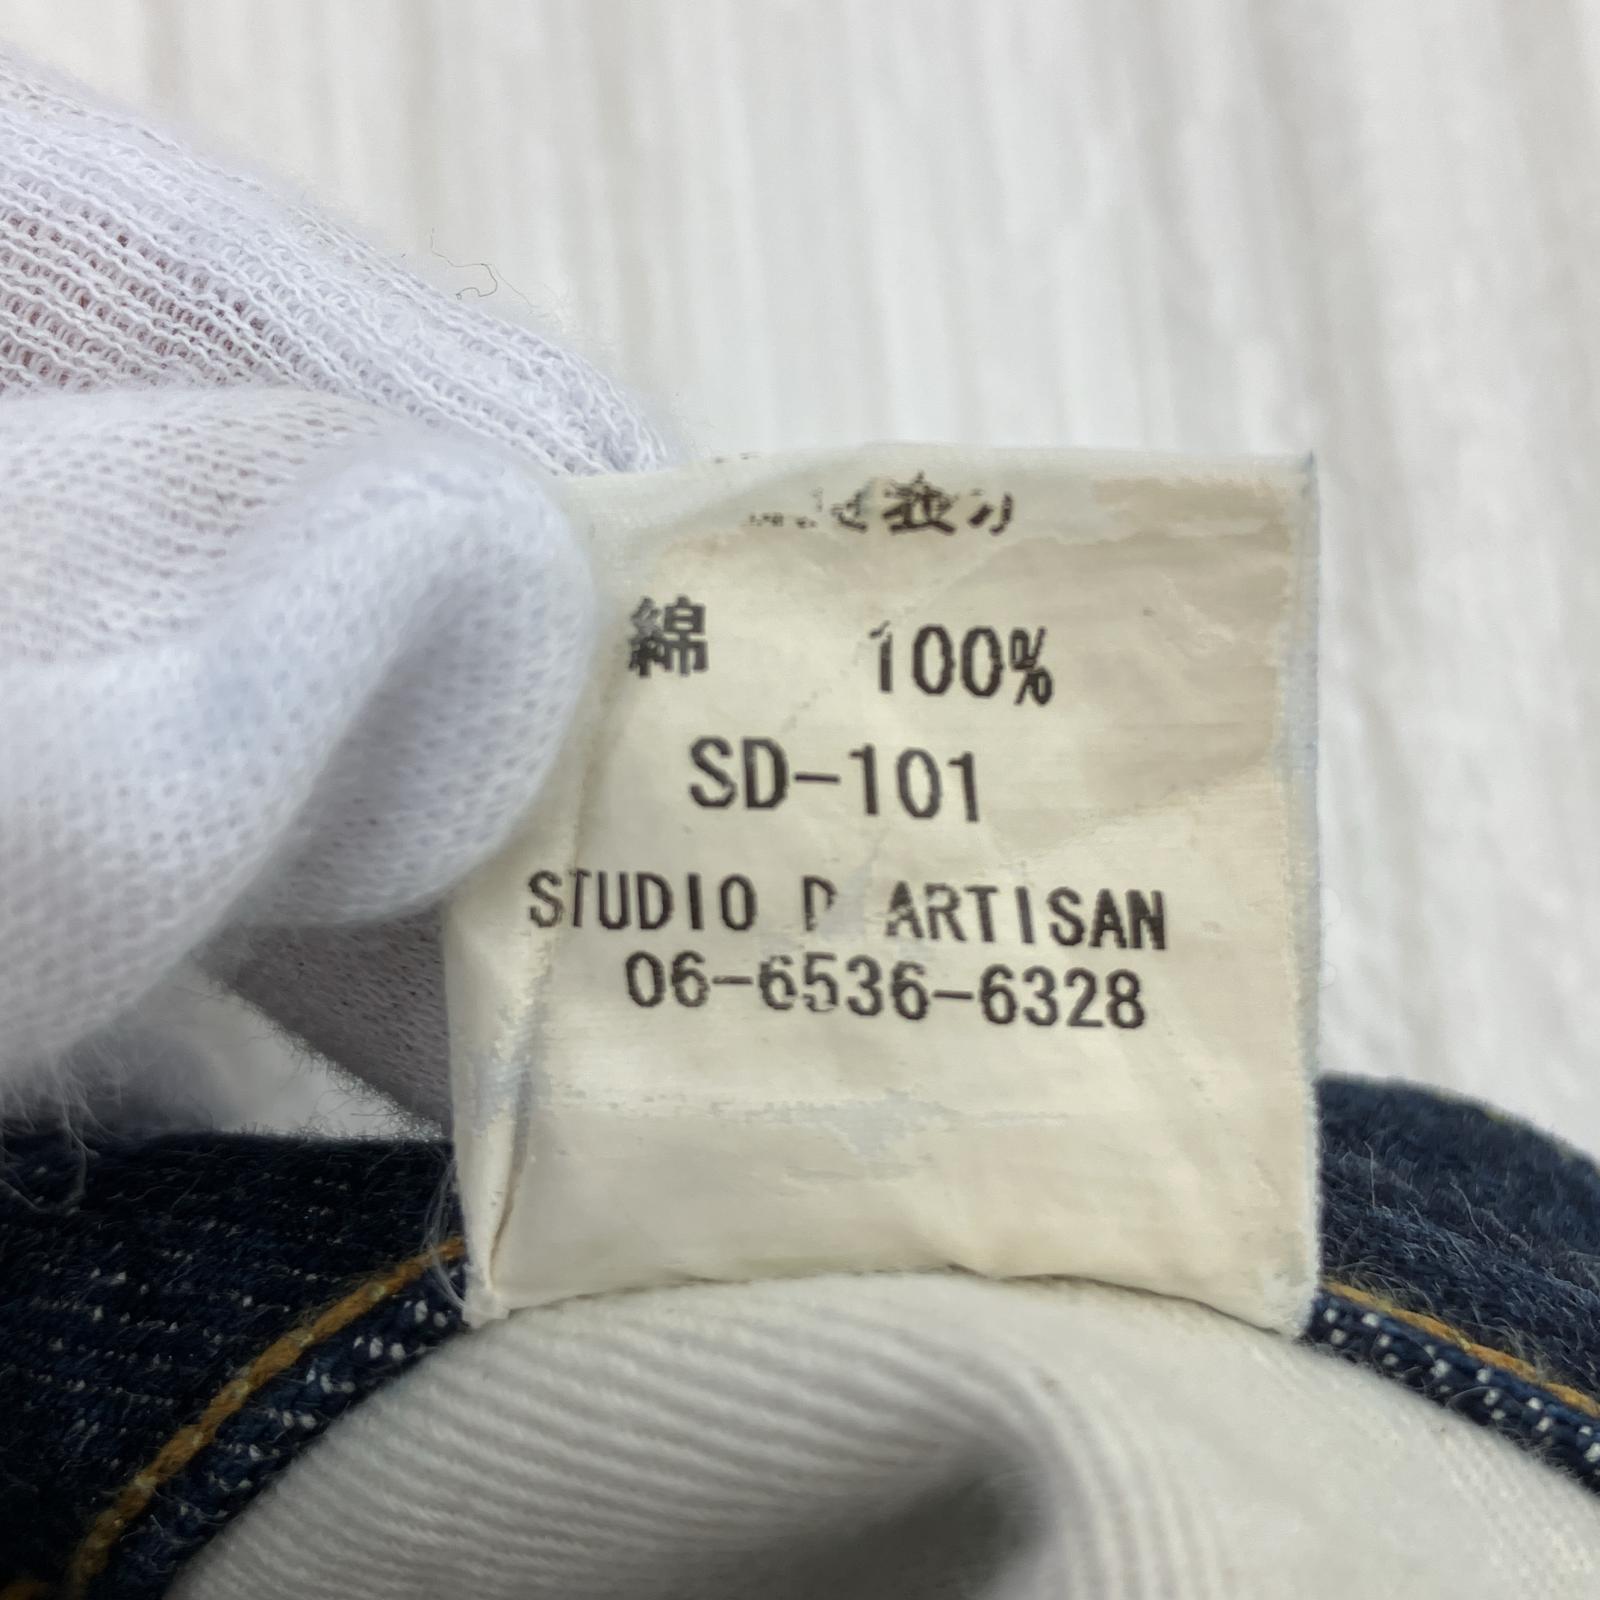 綿 100%
SD-101
STUDIO D ARTISAN
06-6536-6328